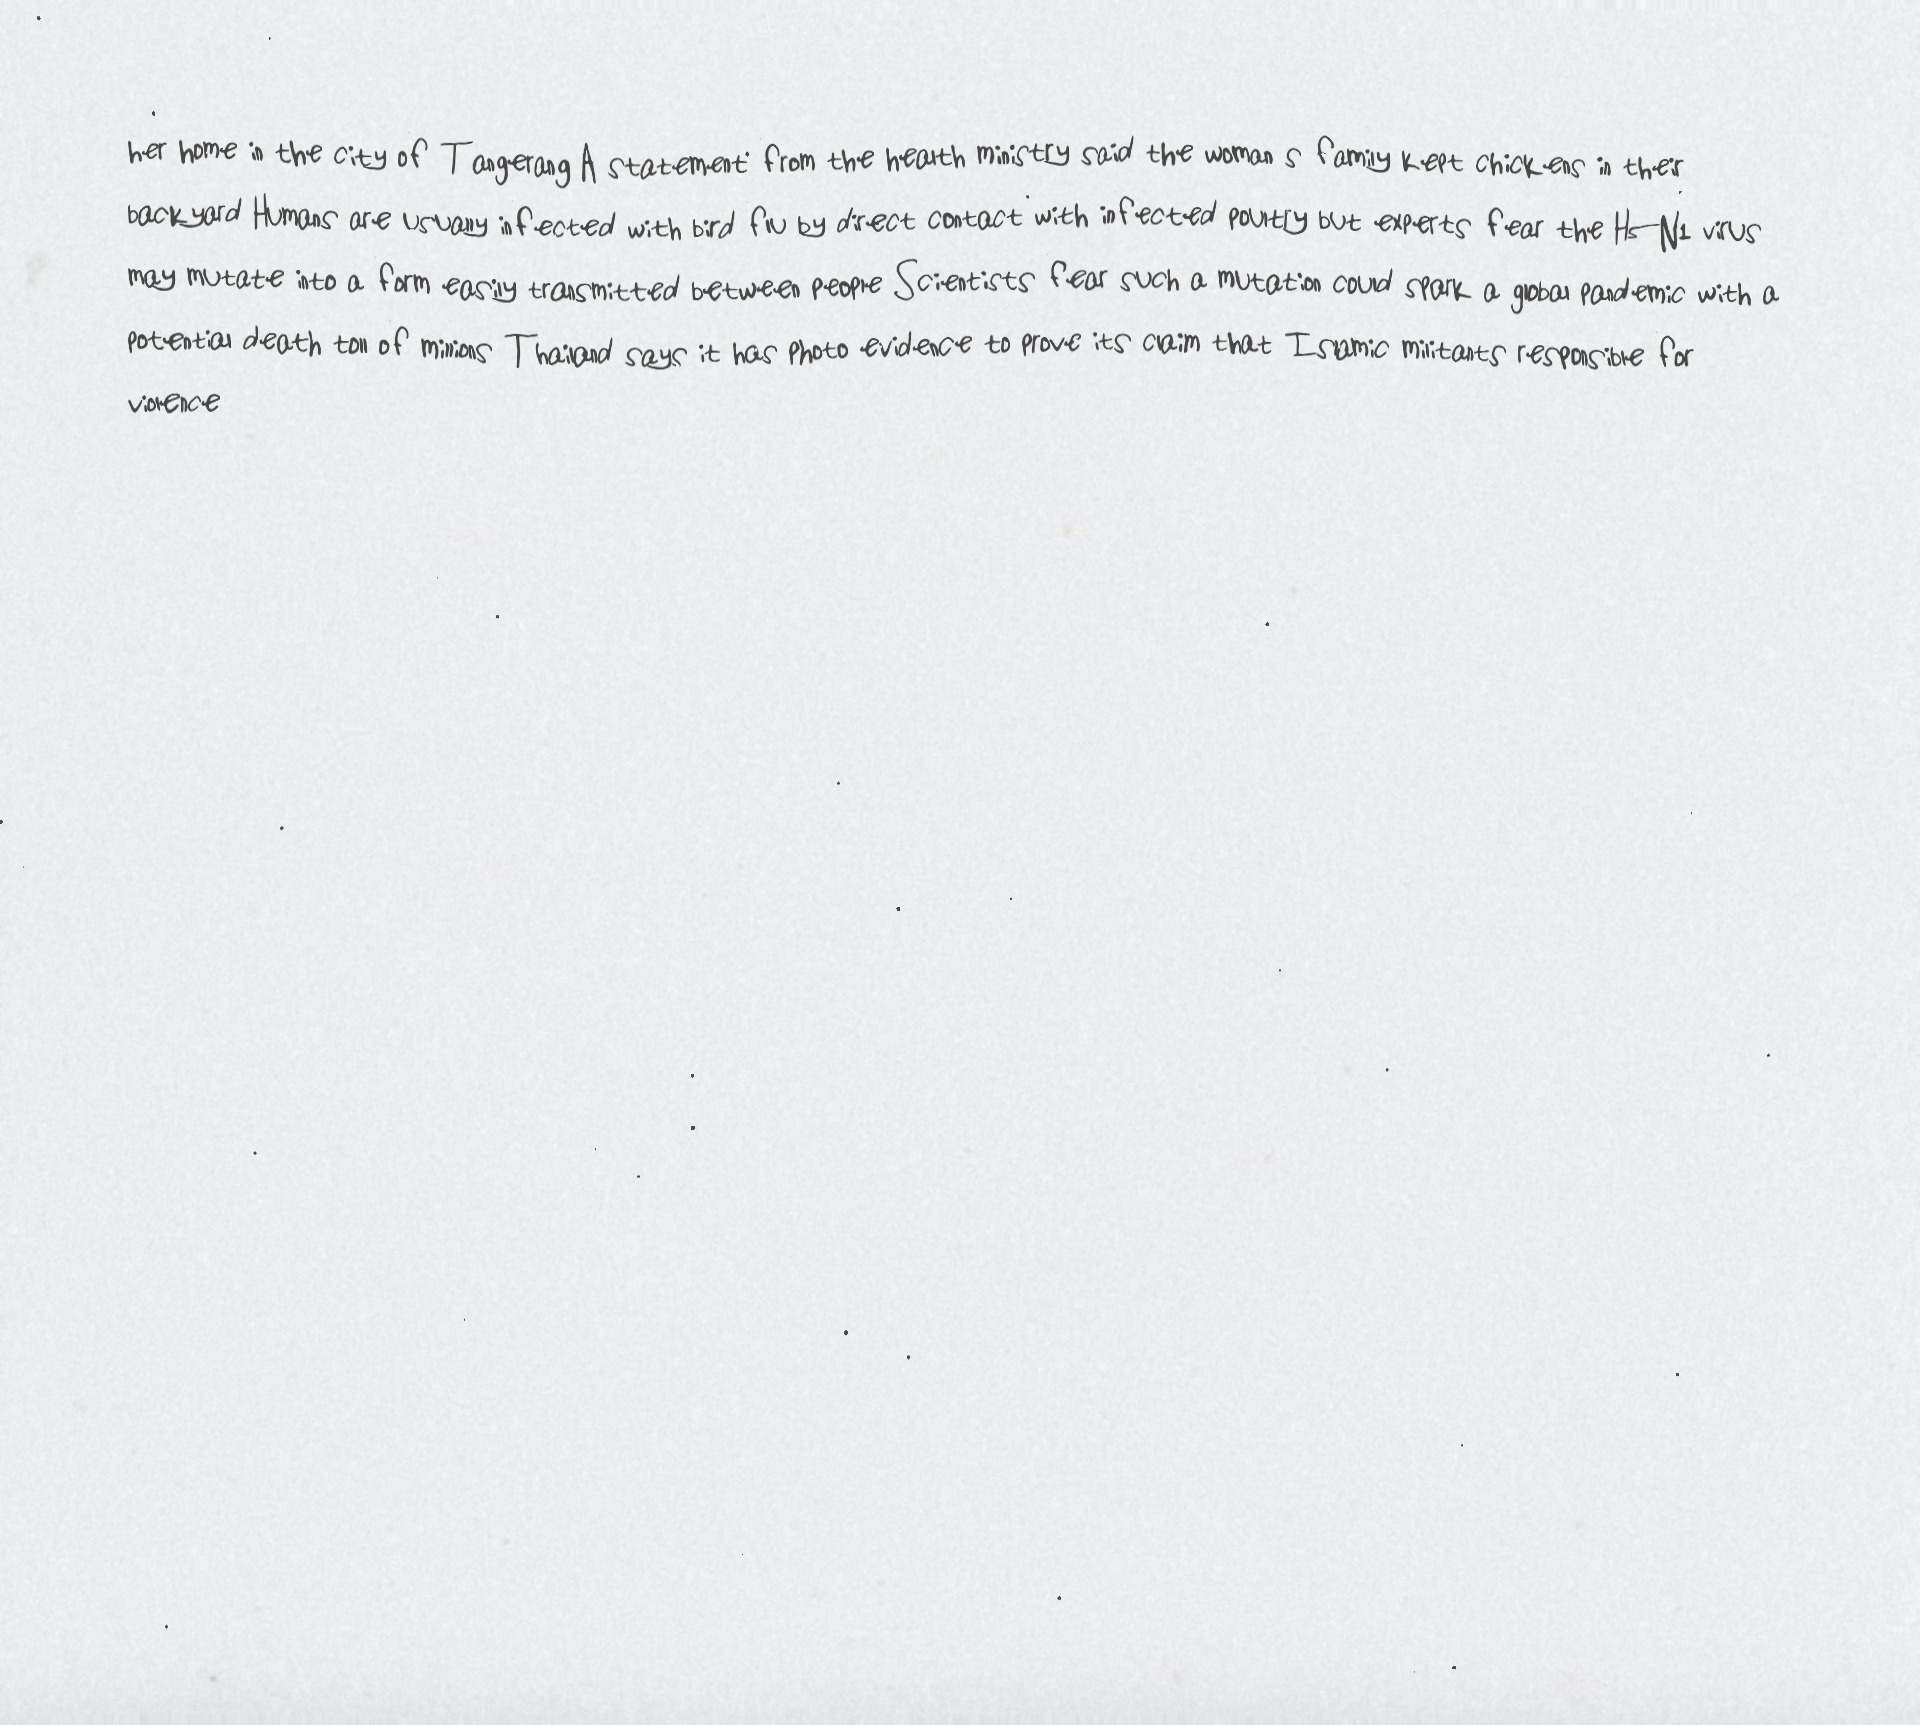 her home in the city of Tangerang A statement from the health ministry said the woman s family kept chickens in their
backyard Humans are usually infected with bird flu by direct contact with infected poultry but experts fear the H5N1 virus
may mutate into a form easily transmitted between people Scientists fear such a mutation could spark a global pandemic with a
potential death toll of millions Thailand says it has photo evidence to prove its claim that Islamic militants responsible for
violence